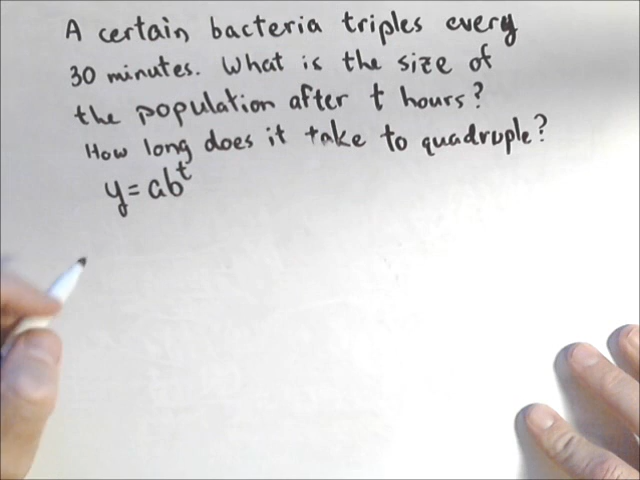 A certain bacteria triples every
30 minutes. What is the size of
the population after t hours?
How long does it take to quadruple?
y=ab^t